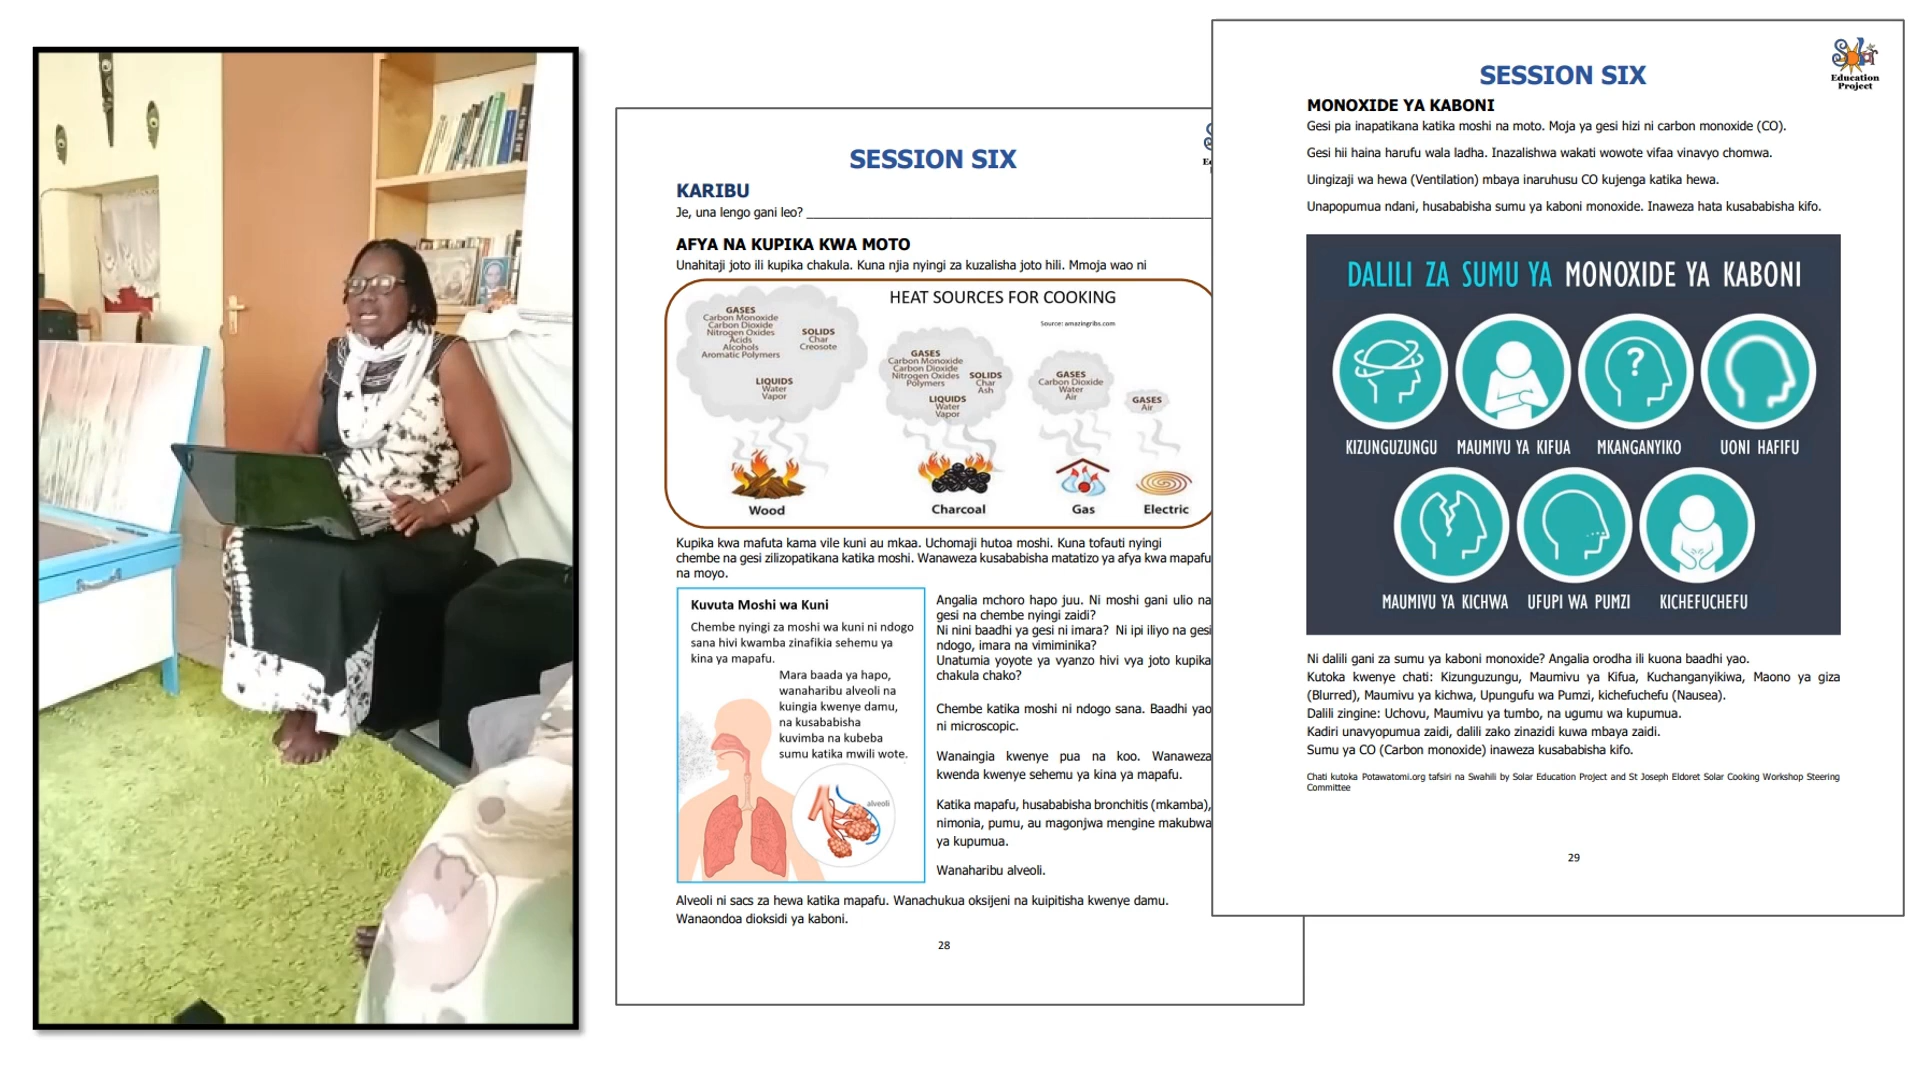 SESSION SIX
KARIBU
Je, una lengo gani leo? ______________________________
AFYA NA KUPIKA KWA MOTO
Unahitaji joto ili kupika chakula. Kuna njia nyingi za kuzalisha joto hili. Mmoja wao ni
HEAT SOURCES FOR COOKING
Source: amazingribs.com
GASES
Carbon Monoxide
Carbon Dioxide
Nitrogen Oxides
Acids
Alcohols
Aromatic Polymers
SOLIDS
Char
Creosote
LIQUIDS
Water
Vapor
Wood
GASES
Carbon Monoxide
Carbon Dioxide
Nitrogen Oxides
Polymers
SOLIDS
Char
Ash
LIQUIDS
Water
Vapor
Charcoal
GASES
Carbon Dioxide
Water
Air
Gas
GASES
Air
Electric
Kupika kwa mafuta kama vile kuni au mkaa. Uchomaji hutoa moshi. Kuna tofauti nyingi
chembe na gesi zilizopatikana katika moshi. Wanaweza kusababisha matatizo ya afya kwa mapafu
na moyo.
Kuvuta Moshi wa Kuni
Chembe nyingi za moshi wa kuni ni ndogo
sana hivi kwamba zinafikia sehemu ya
kina ya mapafu.
Mara baada ya hapo,
wanaharibu alveoli na
kuingia kwenye damu,
na kusababisha
kuvimba na kubeba
sumu katika mwili wote.
alveoli
Angalia mchoro hapo juu. Ni moshi gani ulio na
gesi na chembe nyingi zaidi?
Ni nini baadhi ya gesi ni imara? Ni ipi iliyo na gesi
ndogo, imara na vimiminika?
Unatumia yoyote ya vyanzo hivi vya joto kupika
chakula chako?
Chembe katika moshi ni ndogo sana. Baadhi yao
ni microscopic.
Wanaingia kwenye pua na koo. Wanaweza
kwenda kwenye sehemu ya kina ya mapafu.
Katika mapafu, husababisha bronchitis (mkamba),
nimonia, pumu, au magonjwa mengine makubwa
ya kupumua.
Wanaharibu alveoli.
Alveoli ni sacs za hewa katika mapafu. Wanachukua oksijeni na kuipitisha kwenye damu.
Wanaondoa dioksidi ya kaboni.
28
Solar
Education
Project
SESSION SIX
MONOXIDE YA KABONI
Gesi pia inapatikana katika moshi na moto. Moja ya gesi hizi ni carbon monoxide (CO).
Gesi hii haina harufu wala ladha. Inazalishwa wakati wowote vifaa vinavyo chomwa.
Uingizaji wa hewa (Ventilation) mbaya inaruhusu CO kujenga katika hewa.
Unapopumua ndani, husababisha sumu ya kaboni monoxide. Inaweza hata kusababisha kifo.
DALILI ZA SUMU YA MONOXIDE YA KABONI
?
KIZUNGUZUNGU MAUMIVU YA KIFUA MKANGANYIKO UONI HAFIFU
MAUMIVU YA KICHWA UFUPI WA PUMZI KICHEFUCHEFU
Ni dalili gani za sumu ya kaboni monoxide? Angalia orodha ili kuona baadhi yao.
Kutoka kwenye chati: Kizunguzungu, Maumivu ya Kifua, Kuchanganyikiwa, Maono ya giza
(Blurred), Maumivu ya kichwa, Upungufu wa Pumzi, kichefuchefu (Nausea).
Dalili zingine: Uchovu, Maumivu ya tumbo, na ugumu wa kupumua.
Kadiri unavyopumua zaidi, dalili zako zinazidi kuwa mbaya zaidi.
Sumu ya CO (Carbon monoxide) inaweza kusababisha kifo.
Chati kutoka Potawatomi.org tafsiri na Swahili by Solar Education Project and St Joseph Eldoret Solar Cooking Workshop Steering
Committee
29